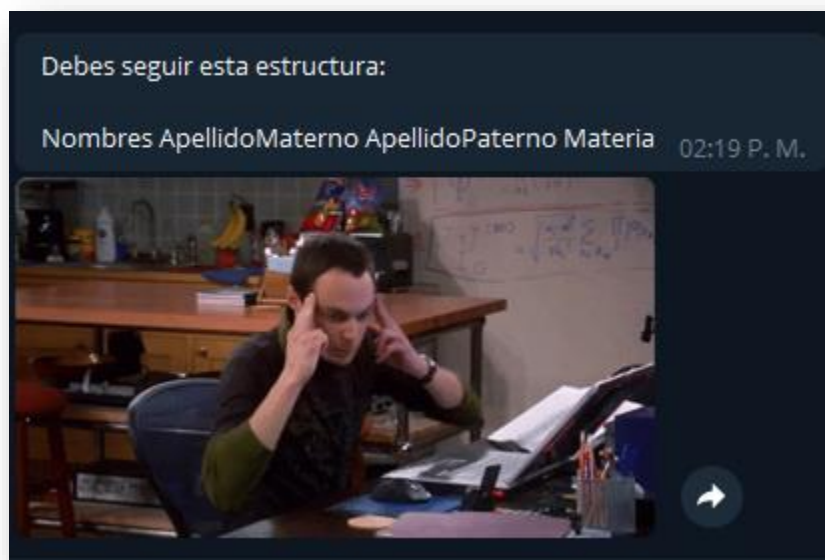 Debes seguir esta estructura:
Nombres ApellidoMaterno ApellidoPaterno Materia
02:19 P. M.